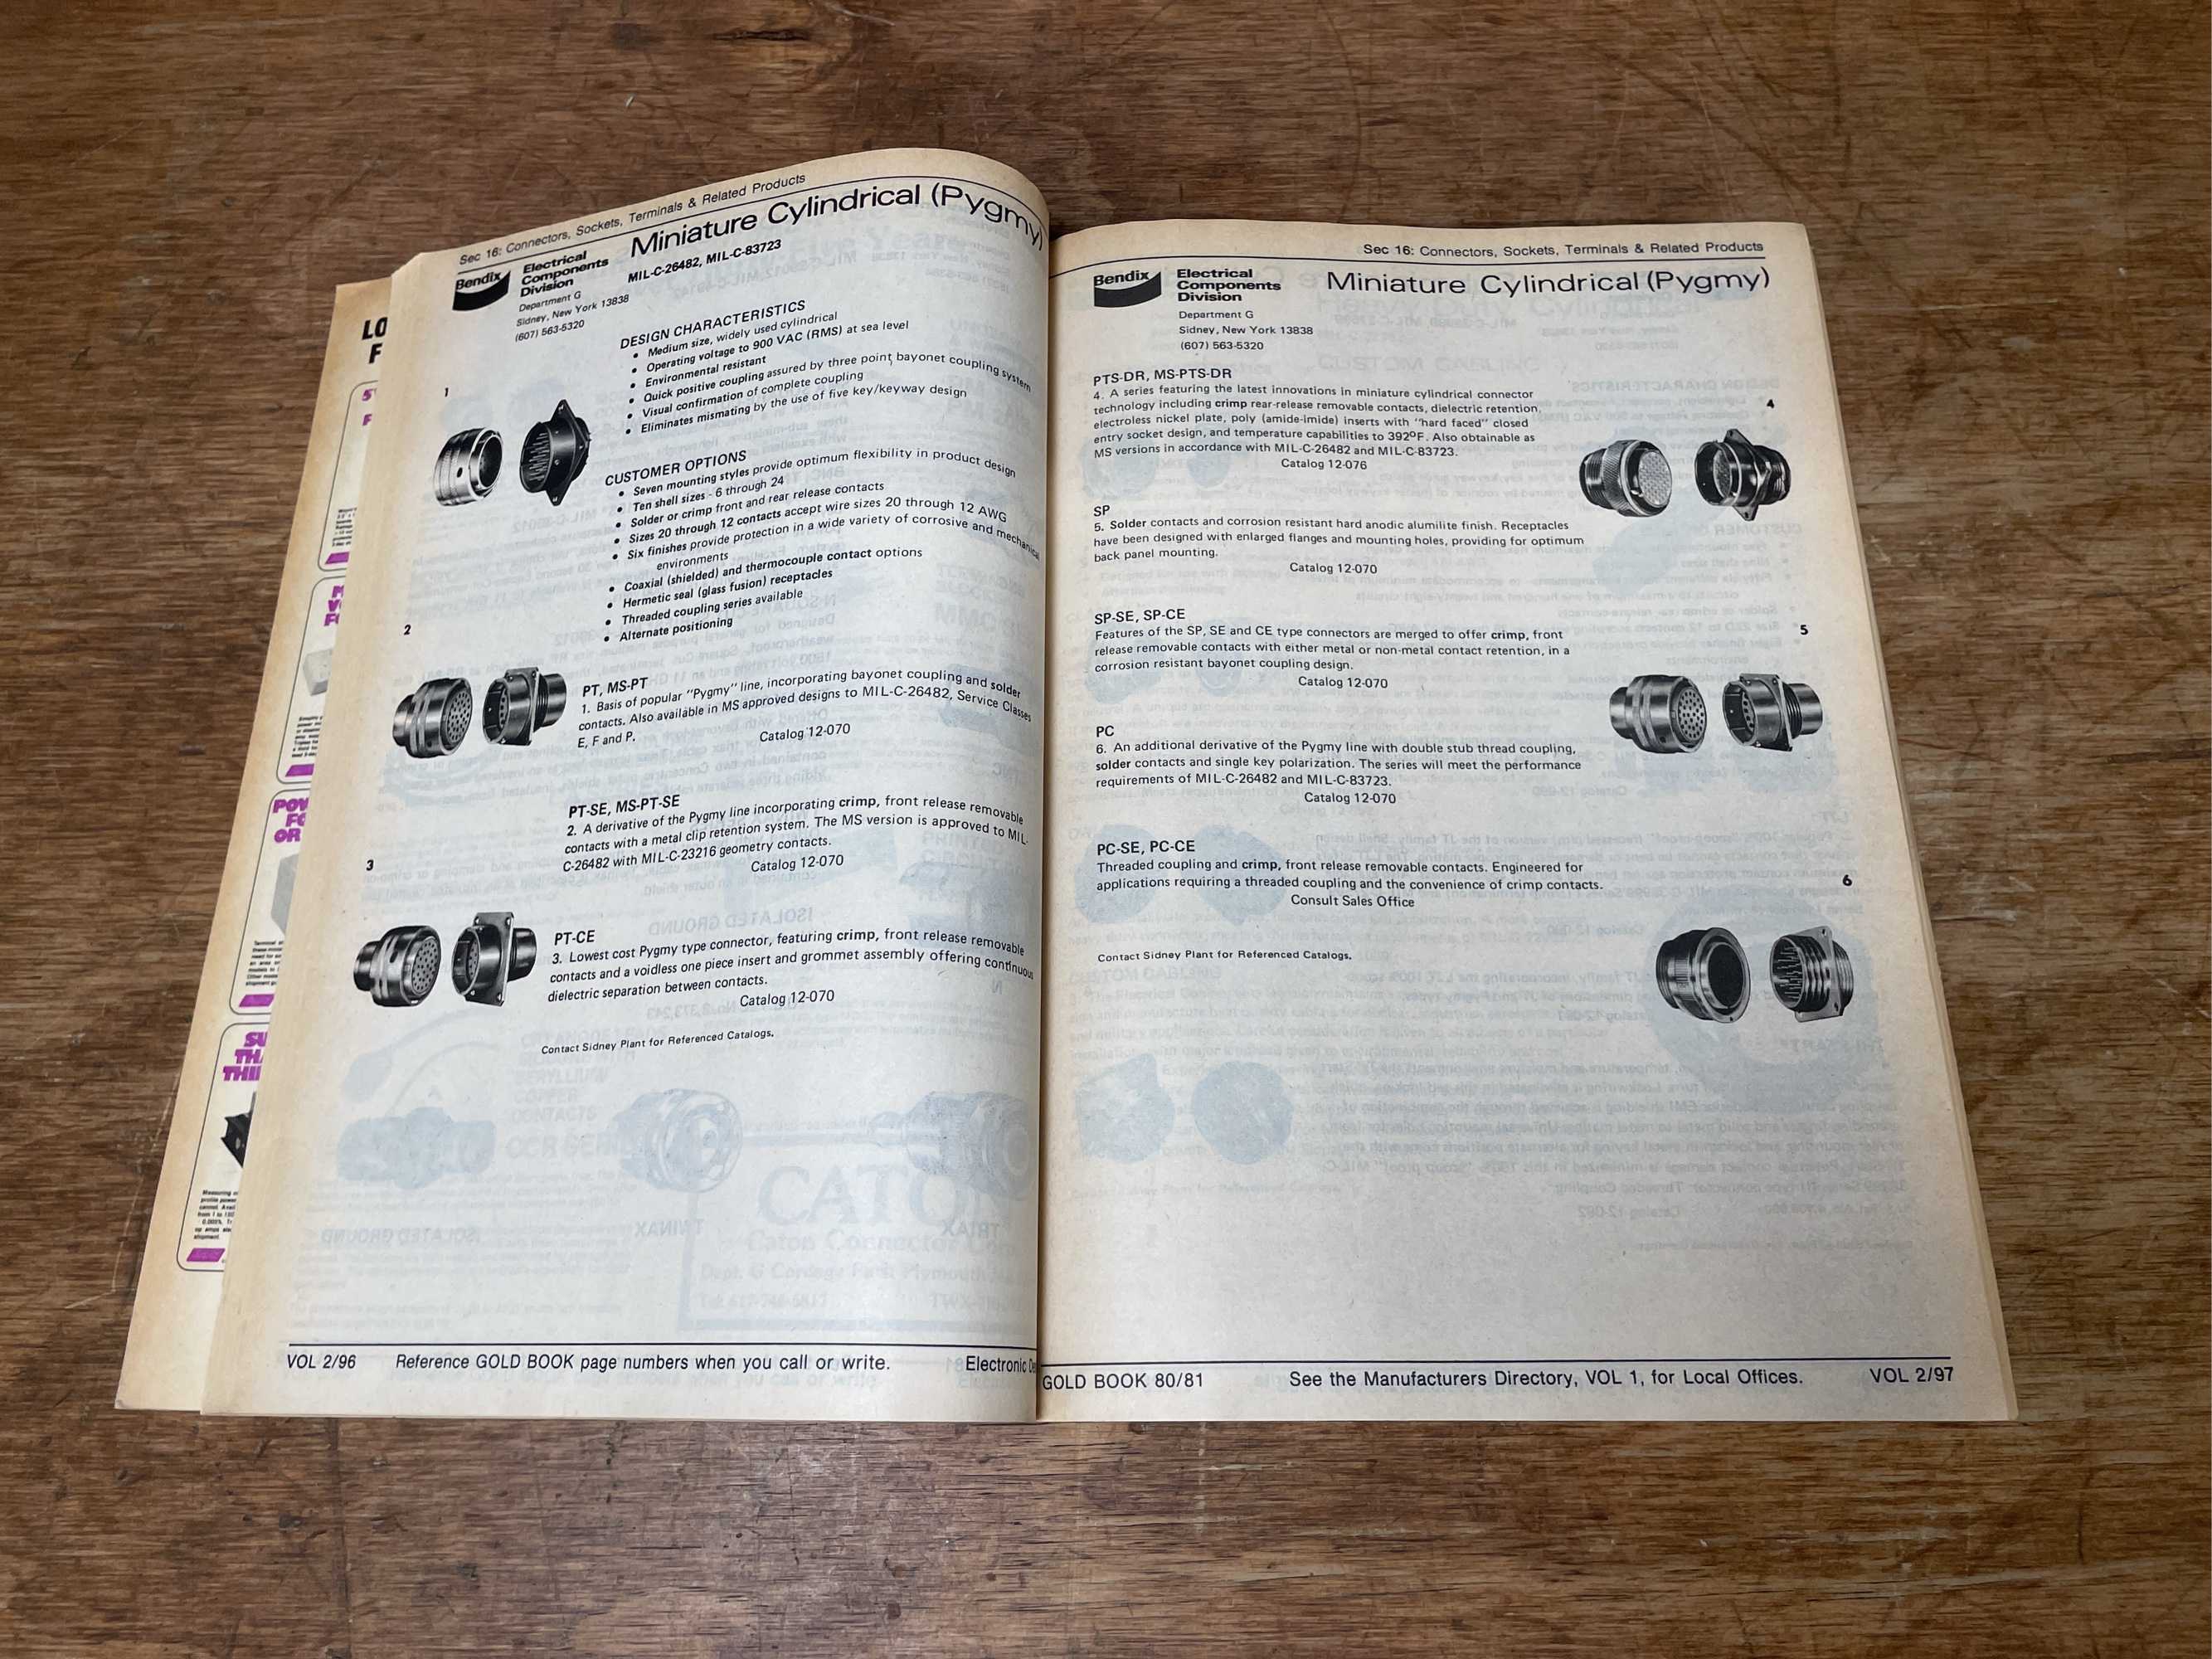 Sec 16: Connectors, Sockets, Terminals & Related Products
Bendix
Electrical
Components
Division
Department G
Sidney, New York 13838
(607) 563-5320
Miniature Cylindrical (Pygmy)
MIL-C-26482, MIL-C-83723
DESIGN CHARACTERISTICS
• Medium size, widely used cylindrical
• Operating voltage to 900 VAC (RMS) at sea level
• Environmental resistant
• Quick positive coupling assured by three point bayonet coupling system
• Visual confirmation of complete coupling
• Eliminates mismating by the use of five key/keyway design
CUSTOMER OPTIONS
• Seven mounting styles provide optimum flexibility in product design
• Ten shell sizes - 6 through 24
• Solder or crimp front and rear release contacts
• Sizes 20 through 12 contacts accept wire sizes 20 through 12 AWG
• Six finishes provide protection in a wide variety of corrosive and mechanical
environments
• Coaxial (shielded) and thermocouple contact options
• Hermetic seal (glass fusion) receptacles
• Threaded coupling series available
• Alternate positioning
1
2
3
PT, MS-PT
1. Basis of popular "Pygmy" line, incorporating bayonet coupling and solder
contacts. Also available in MS approved designs to MIL-C-26482, Service Classes
E, F and P.
Catalog 12-070
PT-SE, MS-PT-SE
2. A derivative of the Pygmy line incorporating crimp, front release removable
contacts with a metal clip retention system. The MS version is approved to MIL-
C-26482 with MIL-C-23216 geometry contacts.
Catalog 12-070
PT-CE
3. Lowest cost Pygmy type connector, featuring crimp, front release removable
contacts and a voidless one piece insert and grommet assembly offering continuous
dielectric separation between contacts.
Catalog 12-070
Contact Sidney Plant for Referenced Catalogs.
VOL 2/96 Reference GOLD BOOK page numbers when you call or write. Electronic
Sec 16: Connectors, Sockets, Terminals & Related Products
Bendix
Electrical
Components
Division
Department G
Sidney, New York 13838
(607) 563-5320
Miniature Cylindrical (Pygmy)
PTS-DR, MS-PTS-DR
4. A series featuring the latest innovations in miniature cylindrical connector
technology including crimp rear-release removable contacts, dielectric retention,
electroless nickel plate, poly (amide-imide) inserts with "hard faced" closed
entry socket design, and temperature capabilities to 392ºF. Also obtainable as
MS versions in accordance with MIL-C-26482 and MIL-C-83723.
Catalog 12-076
4
SP
5. Solder contacts and corrosion resistant hard anodic alumilite finish. Receptacles
have been designed with enlarged flanges and mounting holes, providing for optimum
back panel mounting.
Catalog 12-070
SP-SE, SP-CE
Features of the SP, SE and CE type connectors are merged to offer crimp, front
release removable contacts with either metal or non-metal contact retention, in a
corrosion resistant bayonet coupling design.
Catalog 12-070
5
PC
6. An additional derivative of the Pygmy line with double stub thread coupling,
solder contacts and single key polarization. The series will meet the performance
requirements of MIL-C-26482 and MIL-C-83723.
Catalog 12-070
PC-SE, PC-CE
Threaded coupling and crimp, front release removable contacts. Engineered for
applications requiring a threaded coupling and the convenience of crimp contacts.
Consult Sales Office
6
Contact Sidney Plant for Referenced Catalogs.
GOLD BOOK 80/81 See the Manufacturers Directory, VOL 1, for Local Offices. VOL 2/97